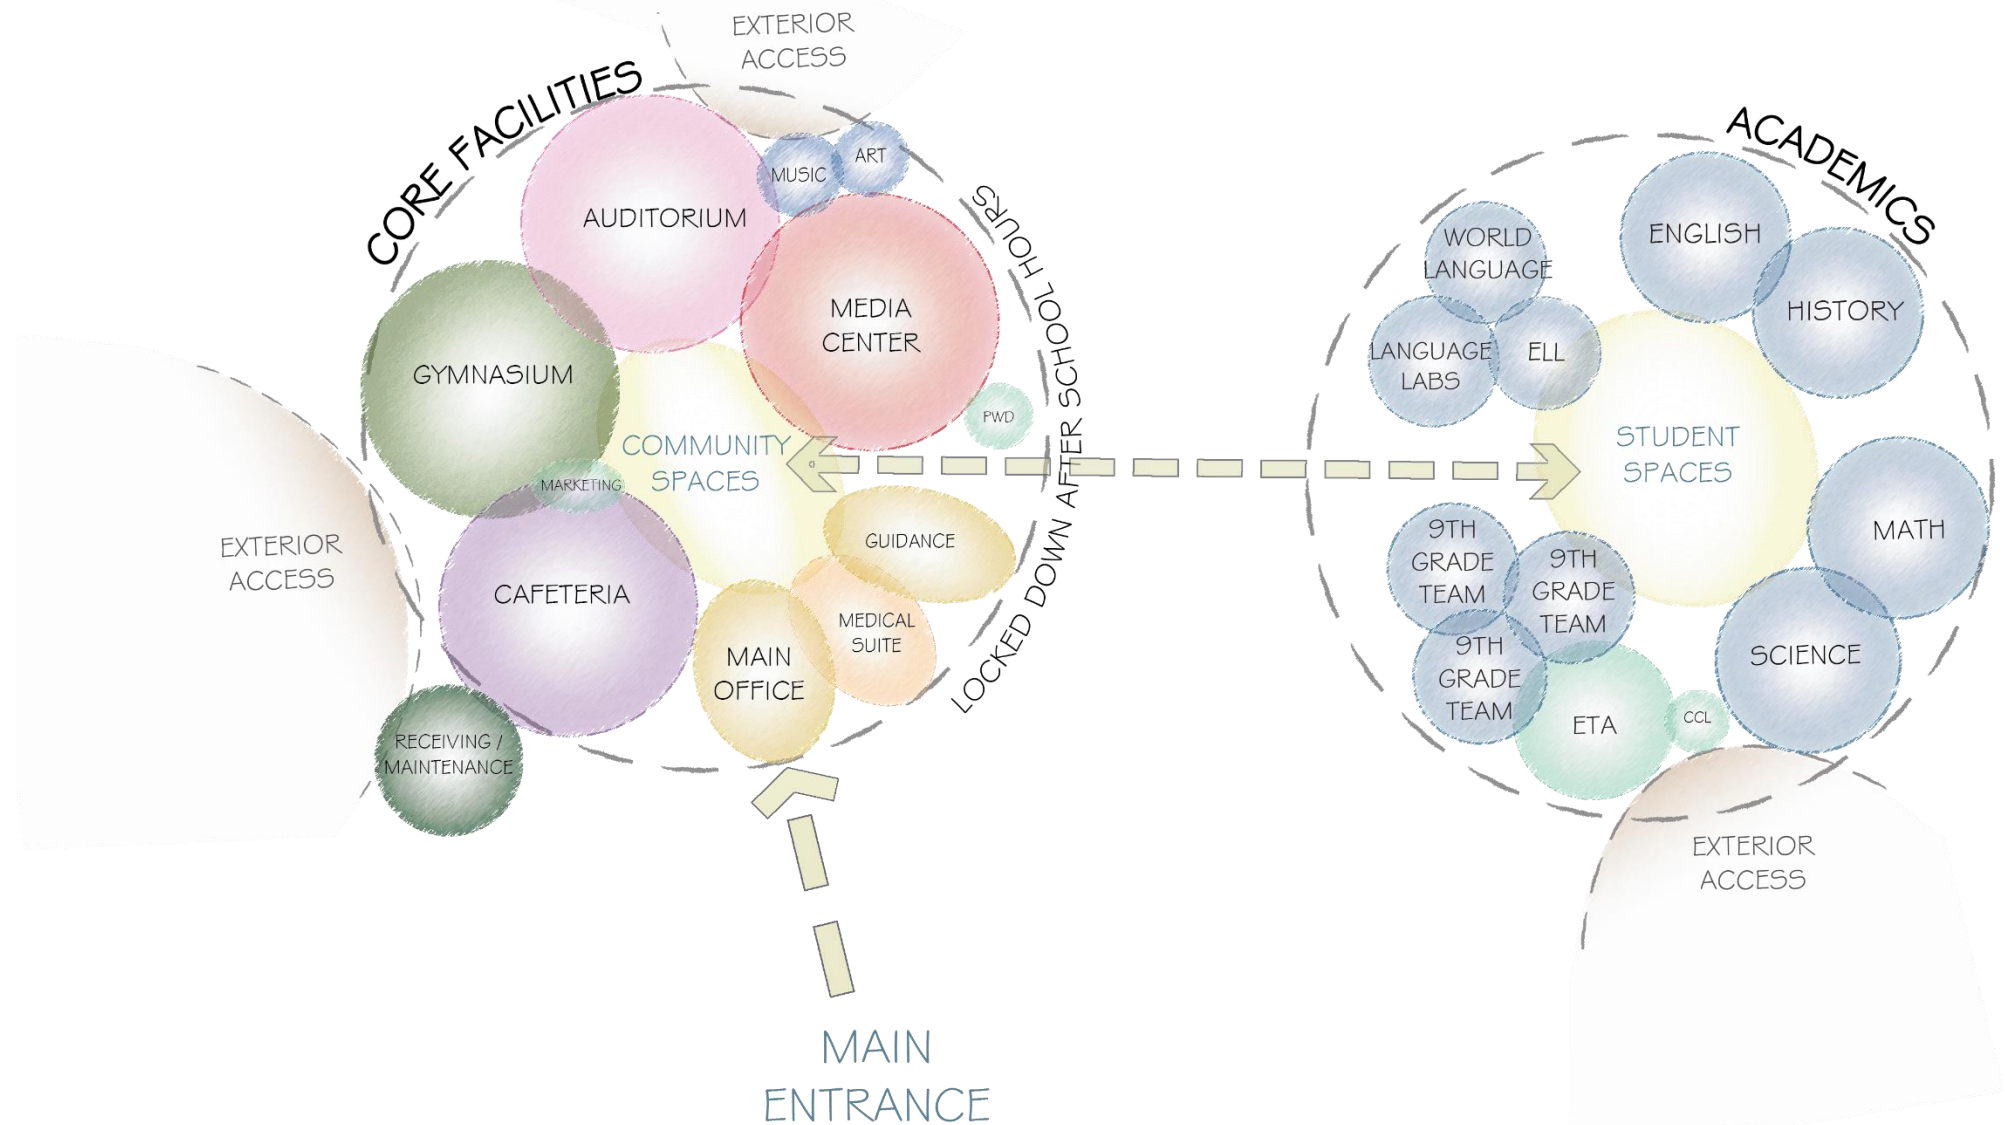 EXTERIOR
ACCESS
CORE FACILITIES
AUDITORIUM
MUSIC
ART
MEDIA
CENTER
GYMNASIUM
PWD
COMMUNITY
SPACES
MARKETING
GUIDANCE
CAFETERIA
MEDICAL
SUITE
MAIN
OFFICE
RECEIVING /
MAINTENANCE
EXTERIOR
ACCESS
LOCKED DOWN AFTER SCHOOL HOURS
MAIN
ENTRANCE
ACADEMICS
WORLD
LANGUAGE
ENGLISH
HISTORY
LANGUAGE
LABS
ELL
STUDENT
SPACES
MATH
9TH
GRADE
TEAM
9TH
GRADE
TEAM
9TH
GRADE
TEAM
SCIENCE
ETA
CCL
EXTERIOR
ACCESS